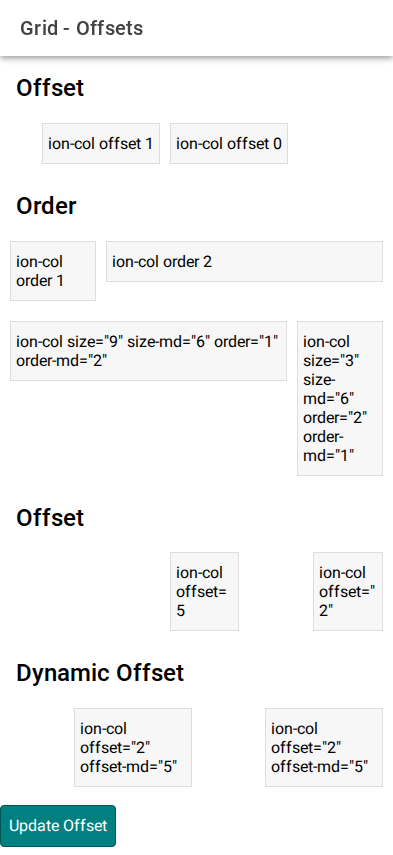 Grid - Offsets
Offset
ion-col offset 1
ion-col offset 0
Order
ion-col
order 1
ion-col order 2
ion-col size="9" size-md="6" order="1"
order-md="2"
ion-col
size="3"
size-
md="6"
order="2"
order-
md="1"
Offset
ion-col
offset=
5
ion-col
offset="
2"
Dynamic Offset
ion-col
offset="2"
offset-md="5"
ion-col
offset="2"
offset-md="5"
Update Offset